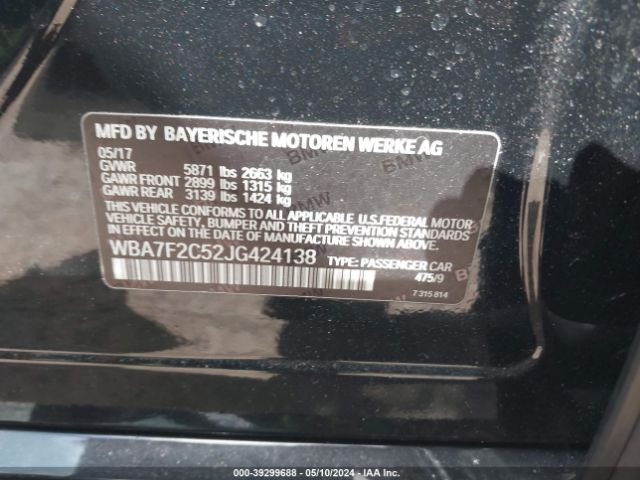 MFD BY BAYERISCHE MOTOREN WERKE AG
05/17
GVWR 5871 lbs 2663 kg
GAWR FRONT 2899 lbs 1315 kg
GAWR REAR 3139 lbs 1424 kg
THIS VEHICLE CONFORMS TO ALL APPLICABLE U.S.FEDERAL MOTOR
VEHICLE SAFETY, BUMPER AND THEFT PREVENTION STANDARDS
IN EFFECT ON THE DATE OF MANUFACTURE SHOWN ABOVE.
WBA7F2C52JG424138 TYPE: PASSENGER CAR
475/9
7 315 814
000-39299688 - 05/10/2024 - IAA Inc.